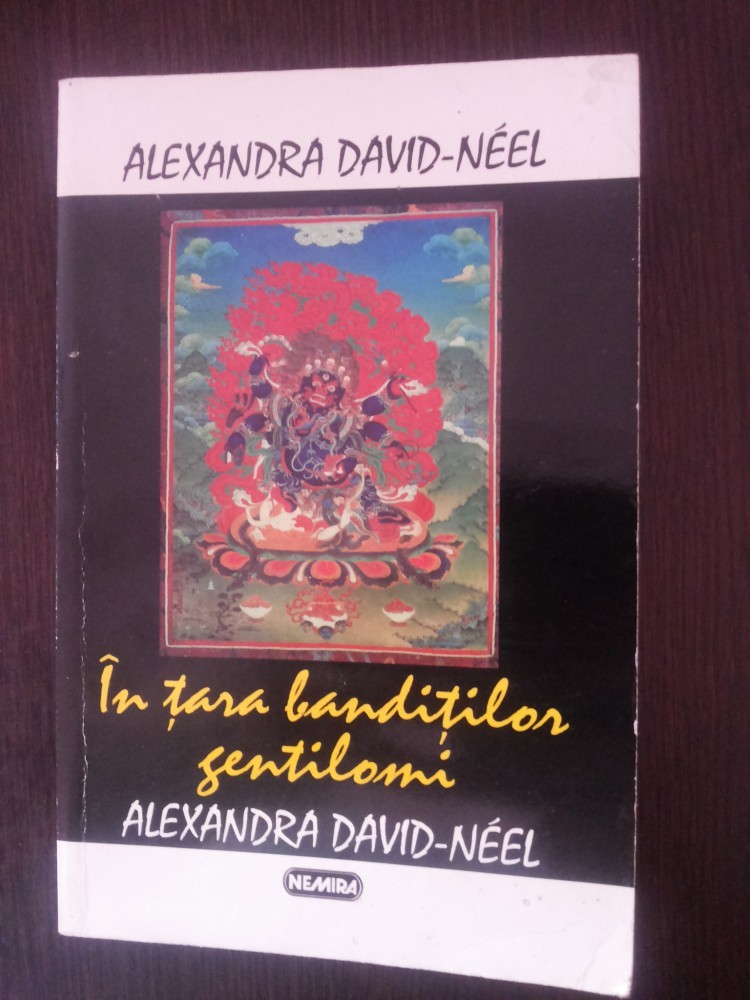 ALEXANDRA DAVID-NÉEL
În țara bandiților
gentilomi
ALEXANDRA DAVID-NÉEL
NEMIRA